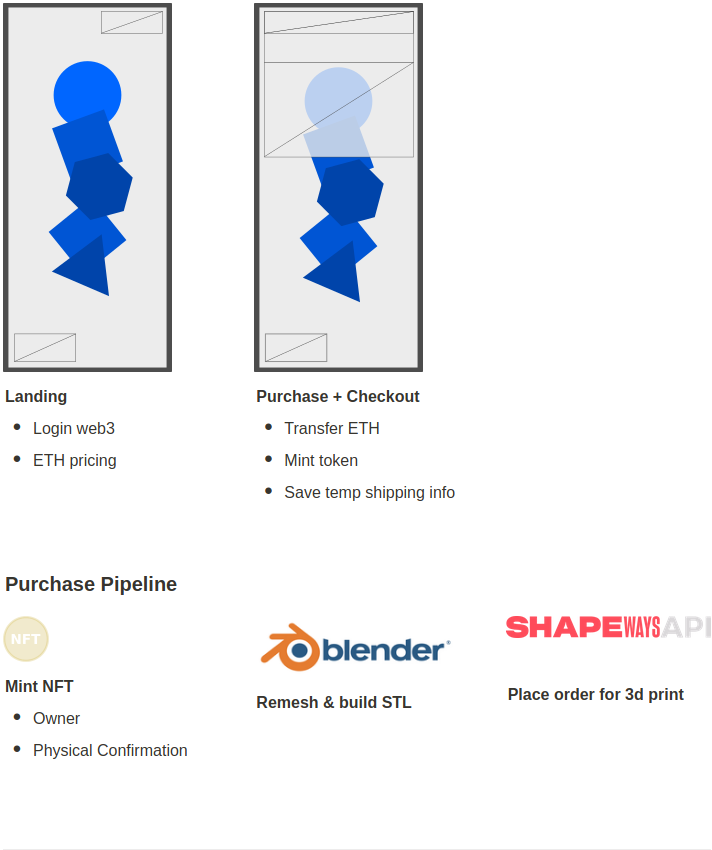 Landing
• Login web3
• ETH pricing
Purchase + Checkout
• Transfer ETH
• Mint token
• Save temp shipping info
Purchase Pipeline
NFT
Mint NFT
• Owner
• Physical Confirmation
blender®
Remesh & build STL
SHAPEWAYS API
Place order for 3d print